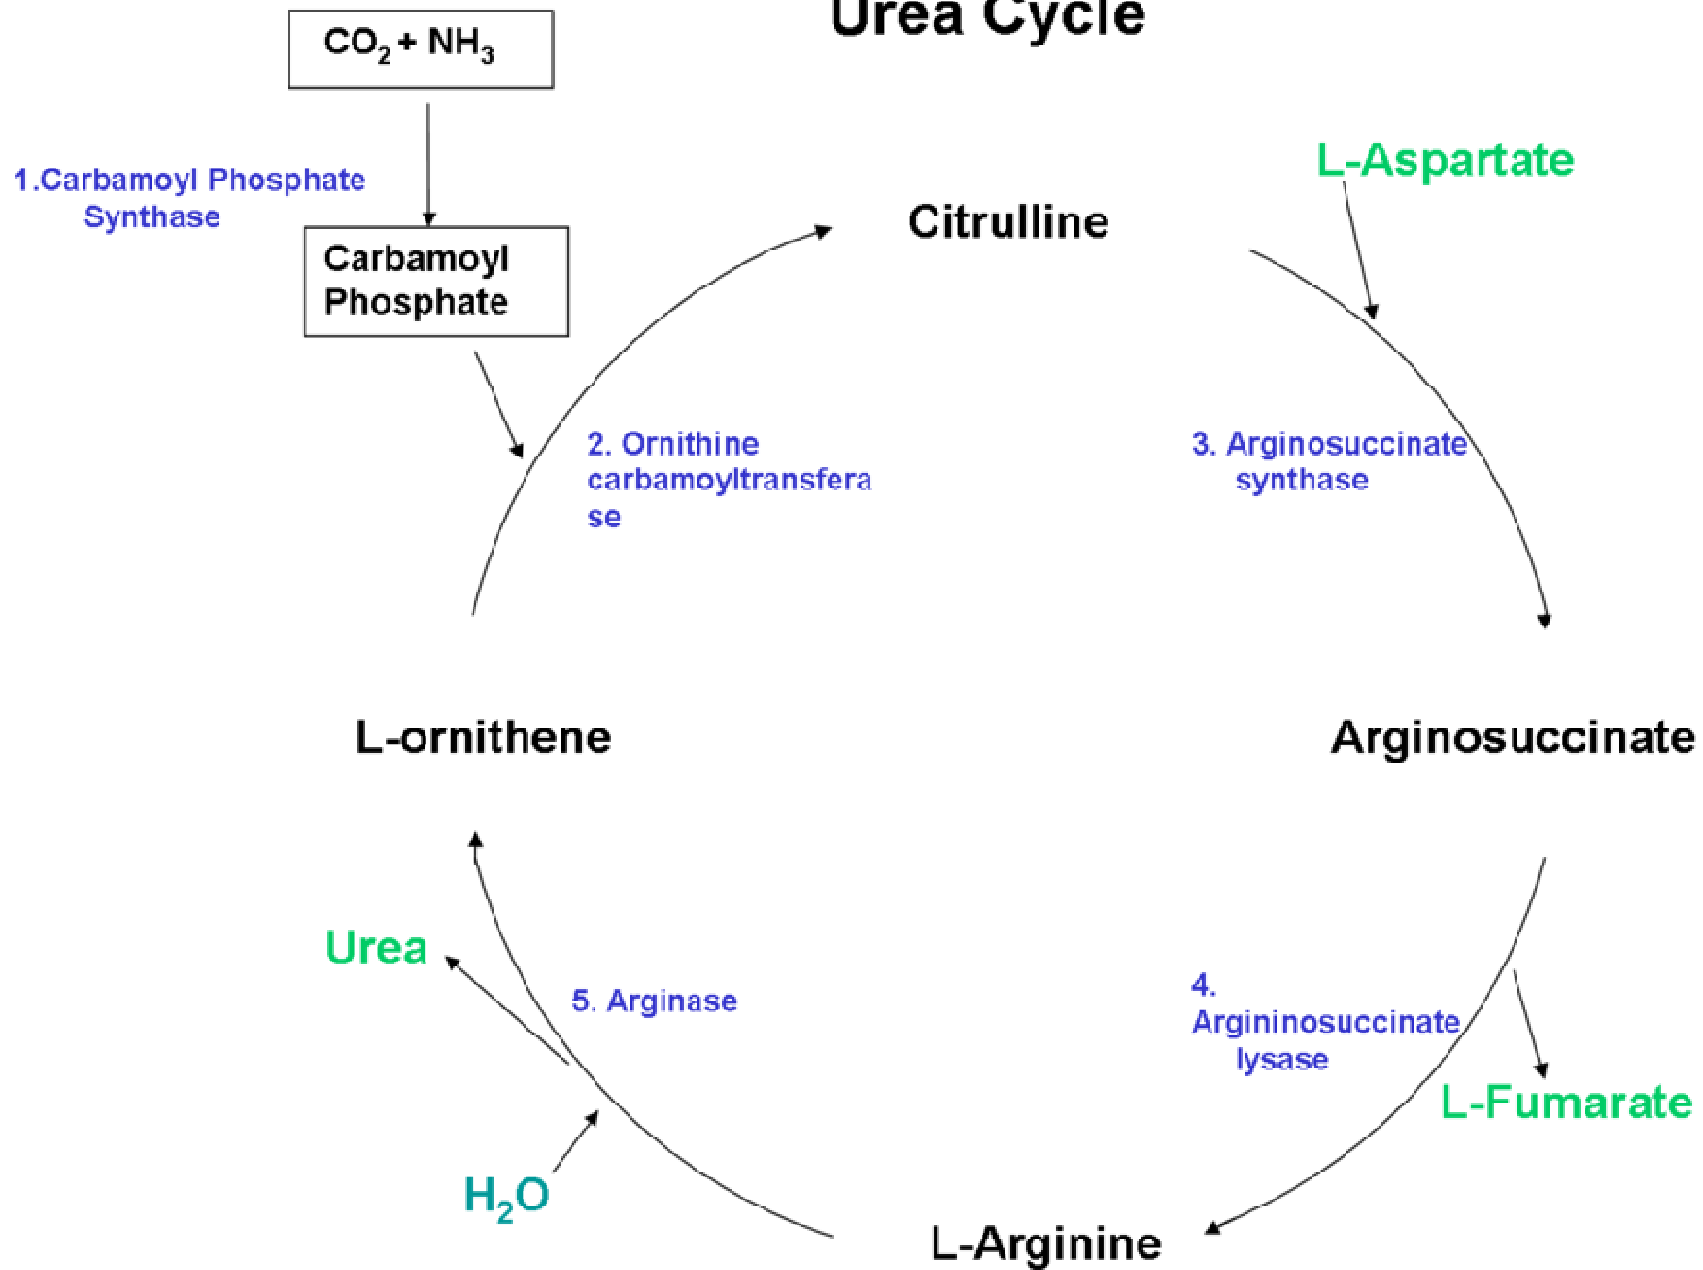 Urea Cycle
CO₂ + NH₃
1.Carbamoyl Phosphate
Synthase
Carbamoyl
Phosphate
L-Aspartate
Citrulline
2. Ornithine
carbamoyltransfera
se
3. Arginosuccinate
synthase
L-ornithene
Arginosuccinate
Urea
5. Arginase
4.
Argininosuccinate
lysase
L-Fumarate
H₂O
L-Arginine